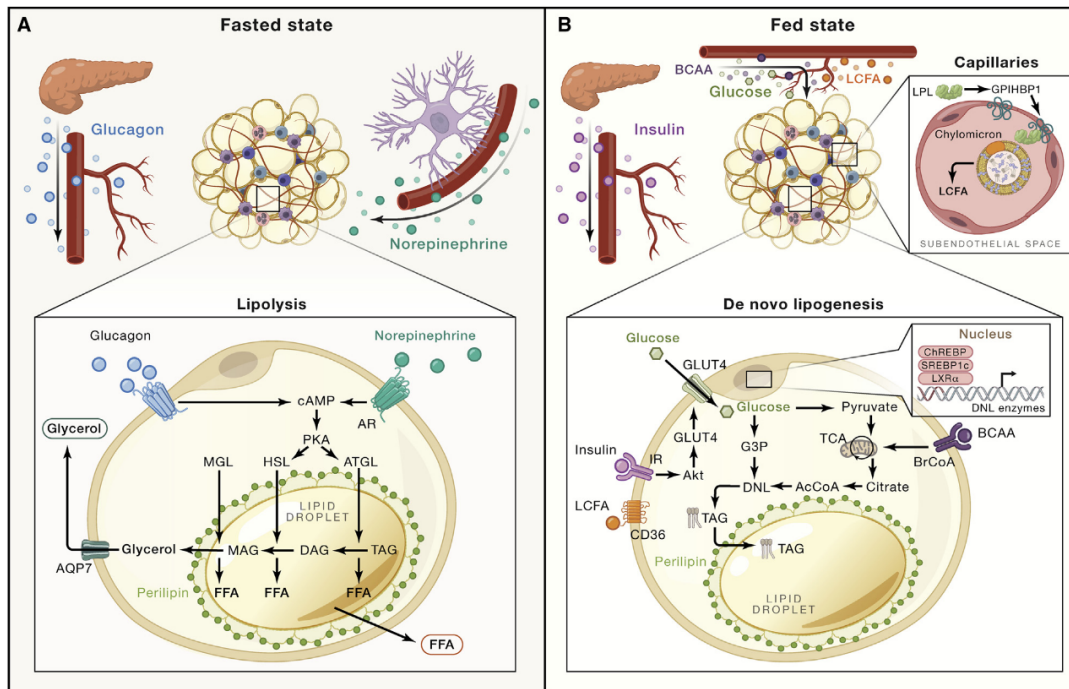 A
Fasted state
Glucagon
Norepinephrine
Lipolysis
Glucagon
Norepinephrine
cAMP
AR
Glycerol
PKA
MGL
HSL
ATGL
LIPID
DROPLET
Glycerol
MAG
DAG
TAG
AQP7
Perilipin
FFA
FFA
FFA
FFA
B
Fed state
BCAA
LCFA
Glucose
Insulin
Capillaries
LPL
GPIHBP1
Chylomicron
LCFA
SUBENDOTHELIAL SPACE
De novo lipogenesis
Glucose
GLUT4
Nucleus
ChREBP
SREBP1c
LXRα
DNL enzymes
Glucose
Pyruvate
GLUT4
G3P
TCA
BCAA
Insulin
IR
BrCoA
Akt
DNL
AcCoA
Citrate
LCFA
CD36
TAG
TAG
Perilipin
LIPID
DROPLET